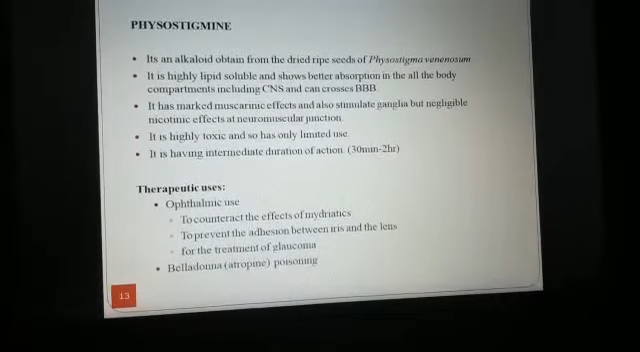 PHYSOSTIGMINE
• Its an alkaloid obtain from the dried ripe seeds of Physostigma venenosum
• It is highly lipid soluble and shows better absorption in the all the body
compartments including CNS and can crosses BBB.
• It has marked muscarinic effects and also stimulate ganglia but negligible
nicotinic effects at neuromuscular junction.
• It is highly toxic and so has only limited use.
• It is having intermediate duration of action. (30min-2hr)
Therapeutic uses:
• Ophthalmic use
To counteract the effects of mydriatics
To prevent the adhesion between iris and the lens
for the treatment of glaucoma
• Belladonna (atropine) poisoning
13